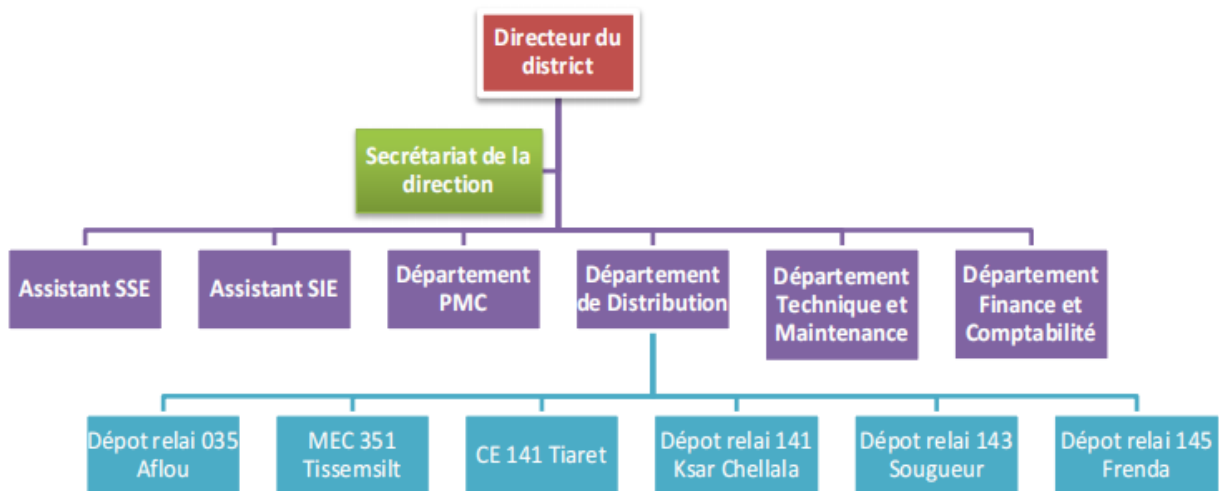 Directeur du
district
Secrétariat de la
direction
Assistant SSE
Assistant SIE
Département
PMC
Département
de Distribution
Département
Technique et
Maintenance
Département
Finance et
Comptabilité
Dépot relai 035
Aflou
MEC 351
Tissemsilt
CE 141 Tiaret
Dépot relai 141
Ksar Chellala
Dépot relai 143
Sougueur
Dépot relai 145
Frenda